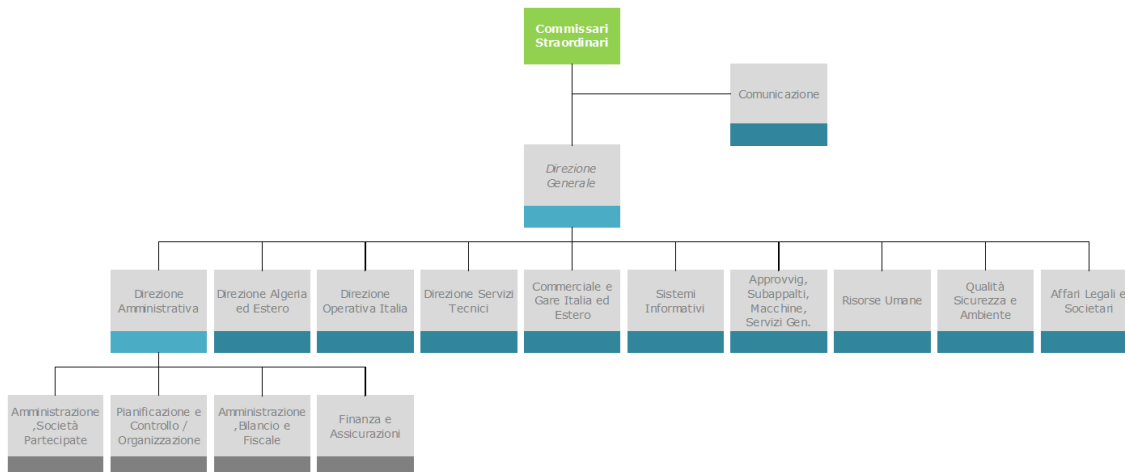 Commissari
Straordinari
Comunicazione
Direzione
Generale
Direzione
Amministrativa
Direzione Algeria
ed Estero
Direzione
Operativa Italia
Direzione Servizi
Tecnici
Commerciale e
Gare Italia ed
Estero
Sistemi
Informativi
Approvvig,
Subappalti,
Macchine,
Servizi Gen.
Risorse Umane
Qualità
Sicurezza e
Ambiente
Affari Legali e
Societari
Amministrazione
,Società
Partecipate
Pianificazione e
Controllo /
Organizzazione
Amministrazione
,Bilancio e
Fiscale
Finanza e
Assicurazioni